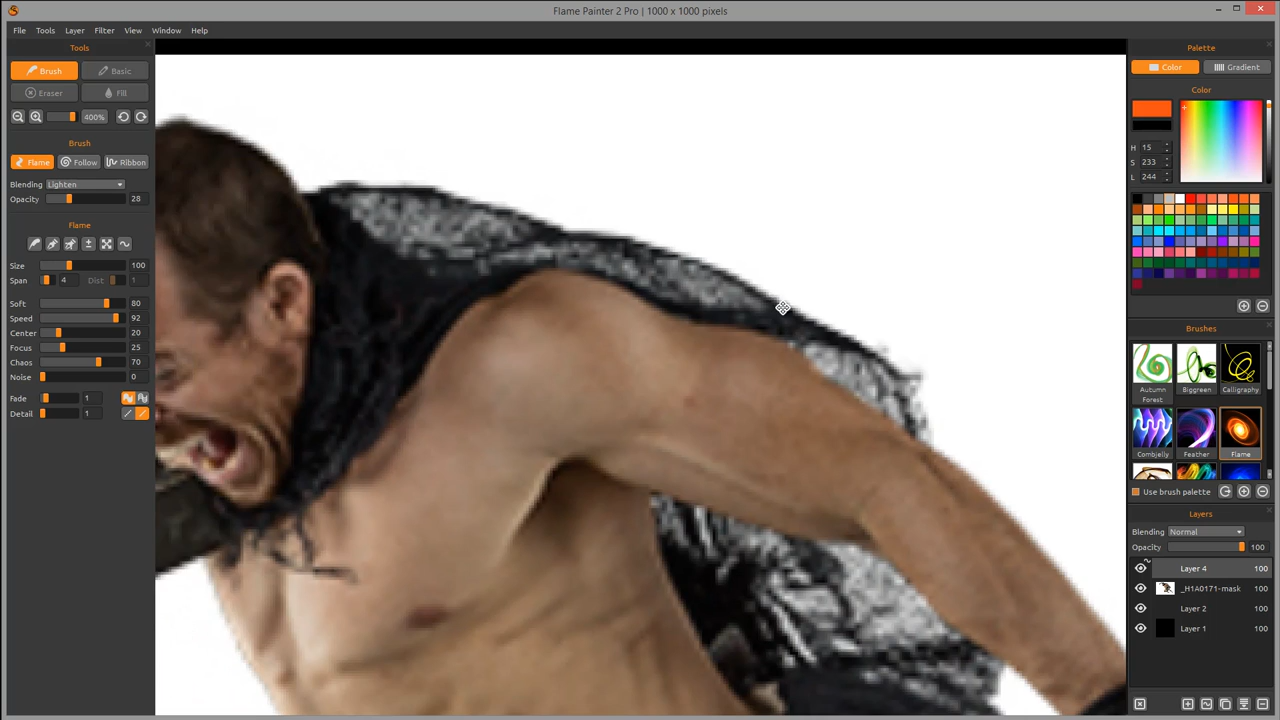 Flame Painter 2 Pro | 1000 x 1000 pixels
File Tools Layer Filter View Window Help
Tools
Brush Basic
Eraser Fill
400%
Brush
Flame Follow Ribbon
Blending Lighten
Opacity 28
Flame
Size 100
Span 4 Dist 1
Soft 80
Speed 92
Center 20
Focus 25
Chaos 70
Noise 0
Fade 1
Detail 1
Palette
Color Gradient
Color
H 15
S 233
L 244
Brushes
Autumn Forest Biggreen Calligraphy
Combjelly Feather Flame
Use brush palette
Layers
Blending Normal
Opacity 100
Layer 4 100
_H1A0171-mask 100
Layer 2 100
Layer 1 100